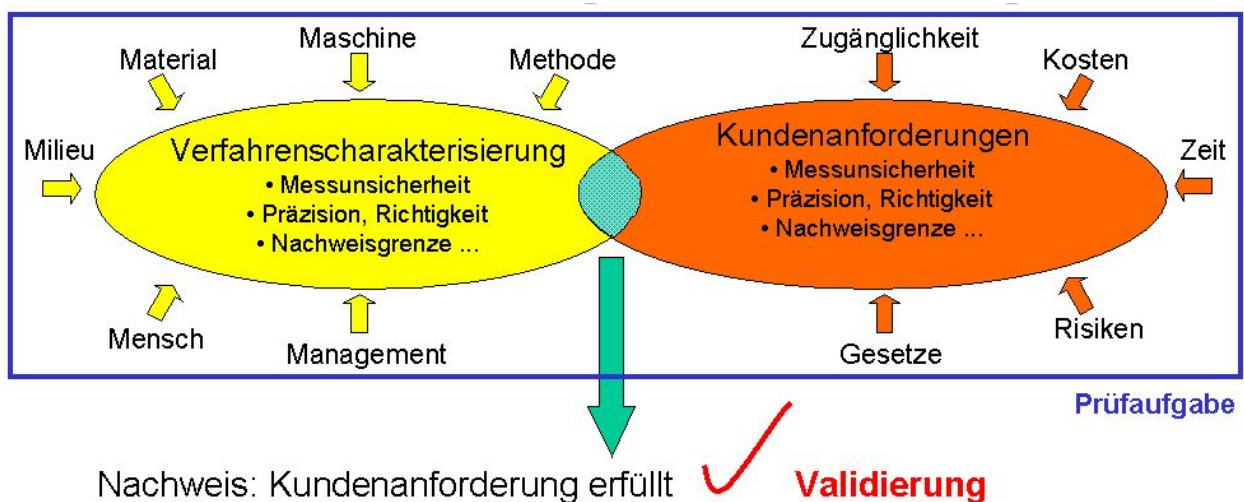 Maschine
Zugänglichkeit
Material
Methode
Kosten
Milieu
Verfahrenscharakterisierung
• Messunsicherheit
• Präzision, Richtigkeit
• Nachweisgrenze ...
Kundenanforderungen
• Messunsicherheit
• Präzision, Richtigkeit
• Nachweisgrenze ...
Zeit
Mensch
Management
Gesetze
Risiken
Prüfaufgabe
Nachweis: Kundenanforderung erfüllt
Validierung